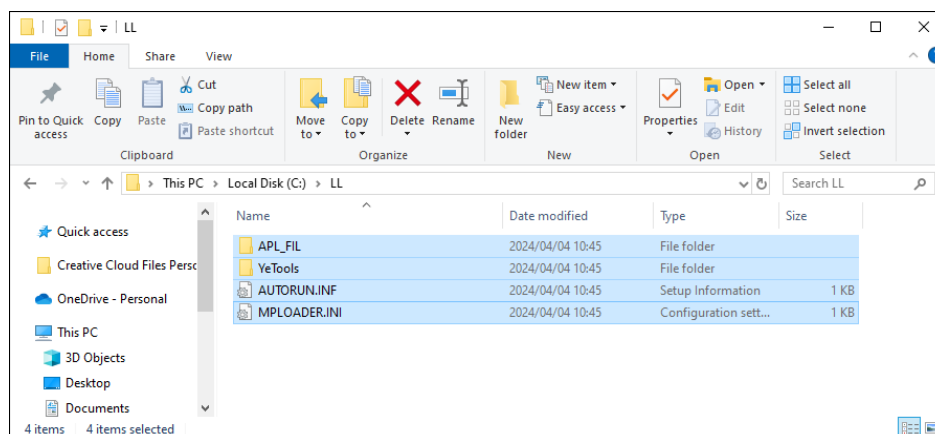 LL
File Home Share View
Pin to Quick access
Copy
Paste
Cut
Copy path
Paste shortcut
Clipboard
Move to
Copy to
Delete
Rename
Organize
New folder
New item
Easy access
New
Properties
Open
Edit
History
Open
Select all
Select none
Invert selection
Select
This PC > Local Disk (C:) > LL
Search LL
Quick access
Creative Cloud Files Perso
OneDrive - Personal
This PC
3D Objects
Desktop
Documents
Name Date modified Type Size
APL_FIL 2024/04/04 10:45 File folder
YeTools 2024/04/04 10:45 File folder
AUTORUN.INF 2024/04/04 10:45 Setup Information 1 KB
MPLOADER.INI 2024/04/04 10:45 Configuration sett... 1 KB
4 items 4 items selected